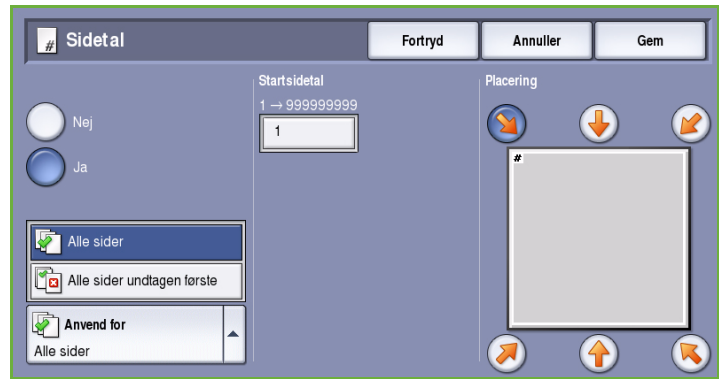 # Sidetal
Fortryd
Annuller
Gem
Nej
Ja
Alle sider
Alle sider undtagen første
Anvend for
Alle sider
Startsidetal
1 → 999999999
1
Placering
#